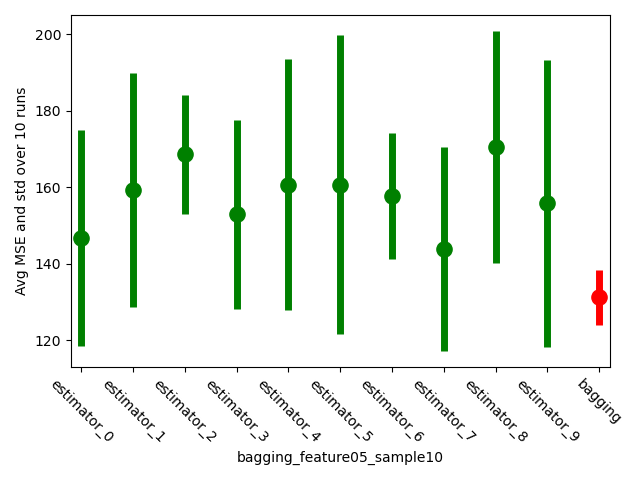 Avg MSE and std over 10 runs
200
180
160
140
120
estimator_0
estimator_1
estimator_2
estimator_3
estimator_4
estimator_5
estimator_6
estimator_7
estimator_8
estimator_9
bagging
bagging_feature05_sample10